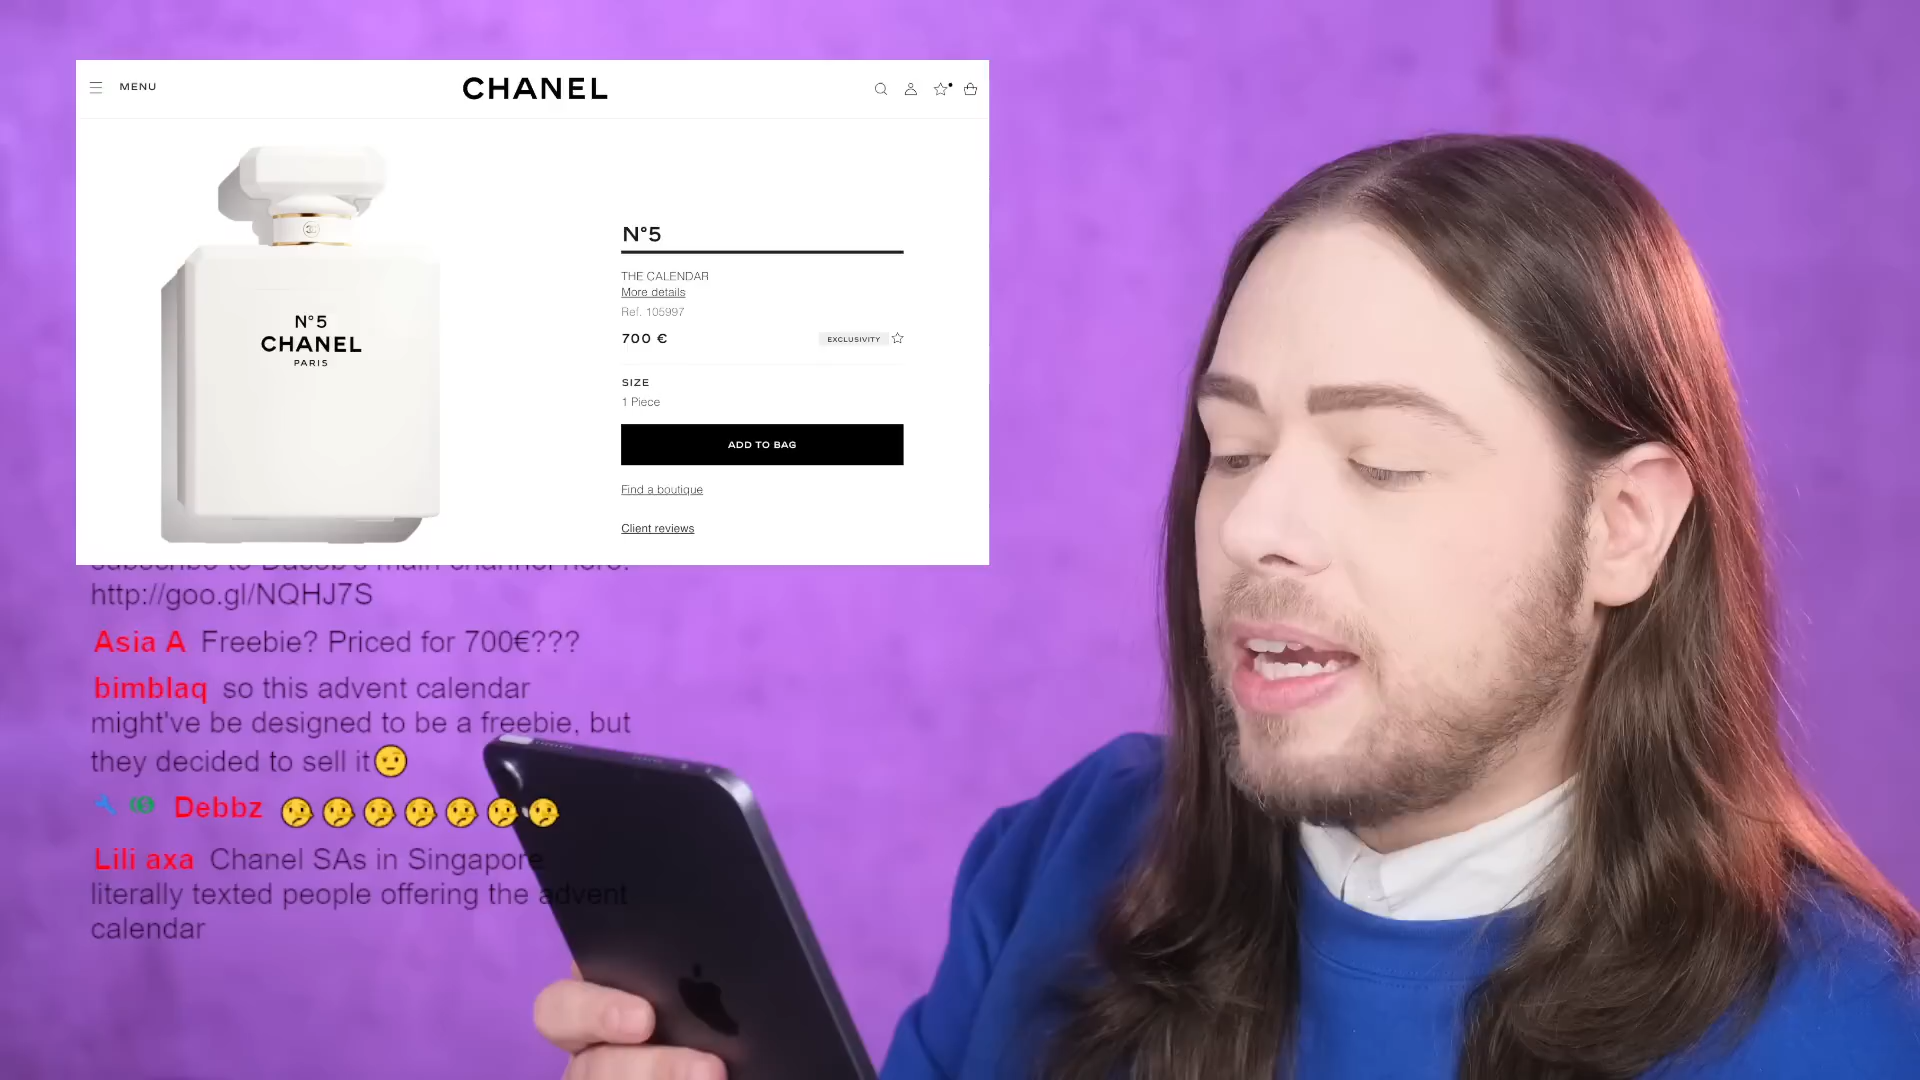 MENU
CHANEL
N°5
THE CALENDAR
More details
Ref. 105997
700 €
EXCLUSIVITY
SIZE
1 Piece
ADD TO BAG
Find a boutique
Client reviews
N°5
CHANEL
PARIS
http://goo.gl/NQHJ7S
Asia A Freebie? Priced for 700€???
bimblaq so this advent calendar
might've be designed to be a freebie, but
they decided to sell it🤨
Debbz 🤥🤥🤥🤥🤥🤥🤥
Lili axa Chanel SAs in Singapore
literally texted people offering the advent
calendar